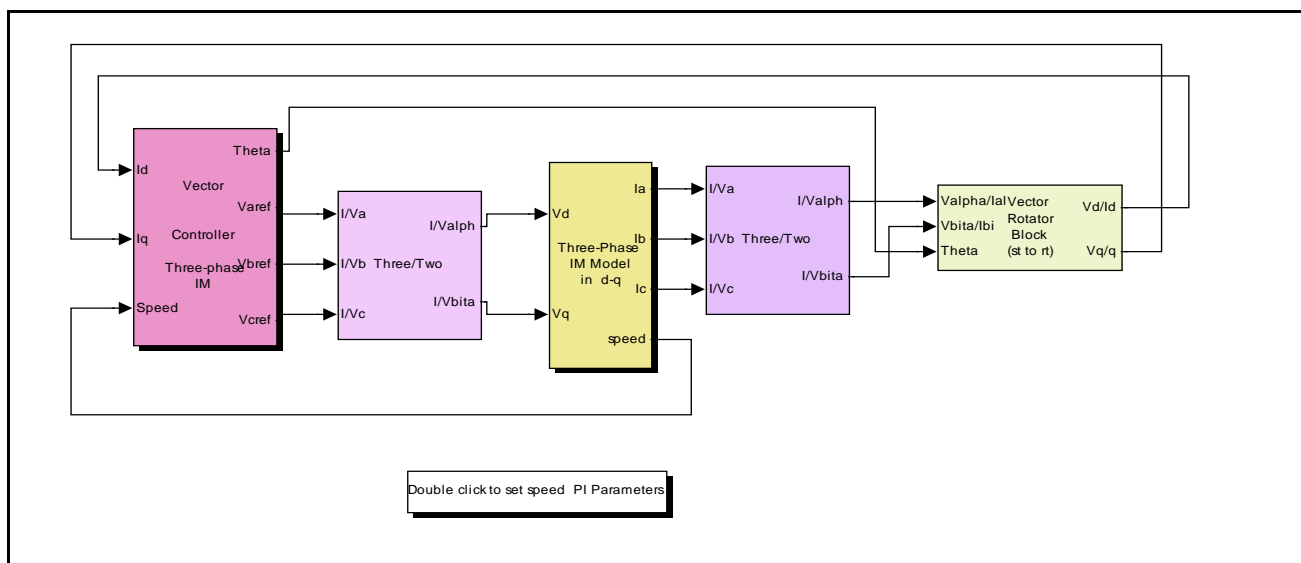 Theta
Id
Vector
Varef
Iq
Controller
Vbref
Three-phase
IM
Speed
Vcref
I/Va
I/Valph
I/Vb
Three/Two
I/Vbita
I/Vc
Vd
Ia
Three-Phase
IM Model
in d-q
Ib
Ic
Vq
speed
I/Va
I/Valph
I/Vb
Three/Two
I/Vbita
I/Vc
Valpha/Ial
Vector
Vd/Id
Vbita/Ibi
Rotator
Theta
Block
(st to rt)
Vq/q
Double click to set speed PI Parameters